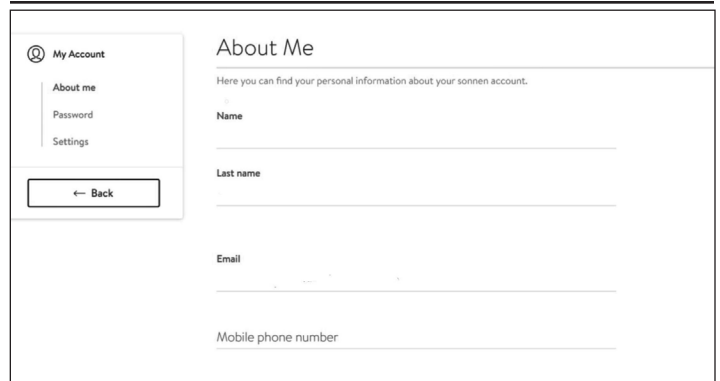 My Account
About me
Password
Settings
← Back
About Me
Here you can find your personal information about your sonnen account.
Name
Last name
Email
Mobile phone number